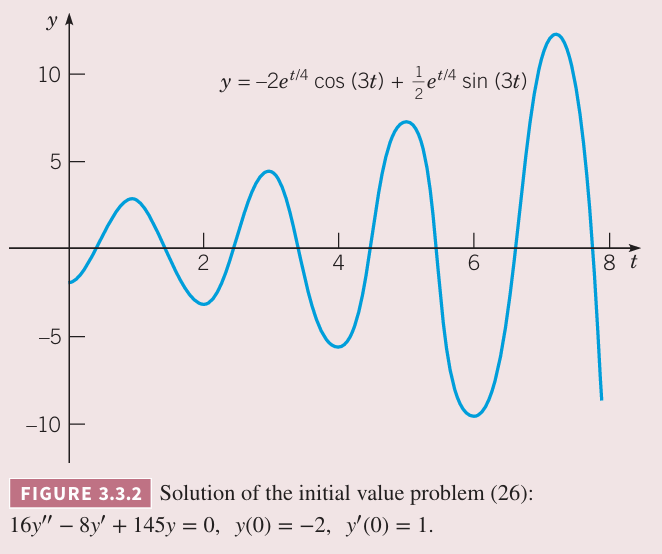 y
10
y = –2e^{t/4} cos (3t) + \frac{1}{2}e^{t/4} sin (3t)
5
2 4 6 8 t
–5
–10
FIGURE 3.3.2 Solution of the initial value problem (26):
16y″ − 8y′ + 145y = 0, y(0) = −2, y′(0) = 1.